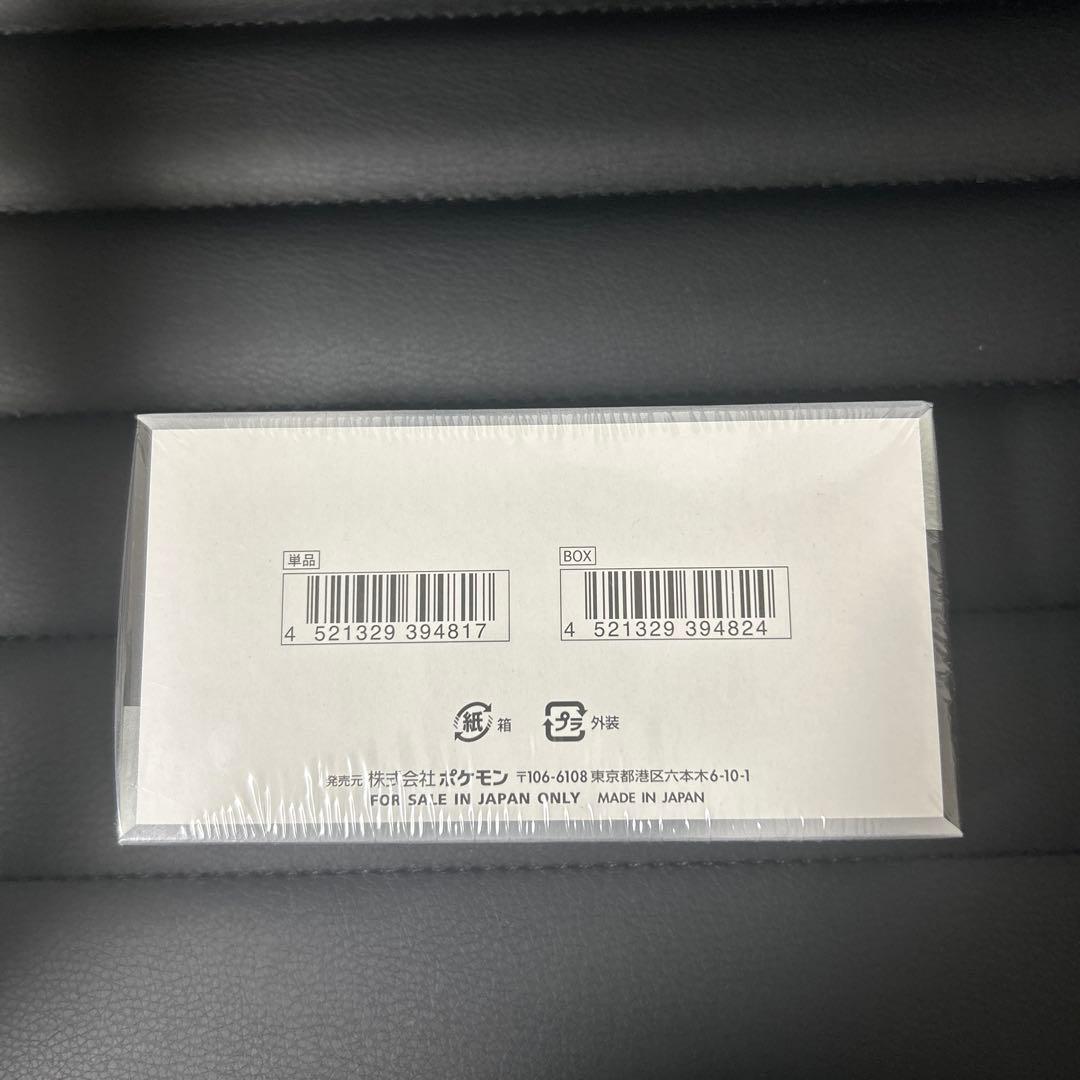 単品
4 521329 394817
BOX
4 521329 394824
紙 箱
プラ 外装
発売元 株式会社ポケモン 〒106-6108 東京都港区六本木6-10-1
FOR SALE IN JAPAN ONLY MADE IN JAPAN